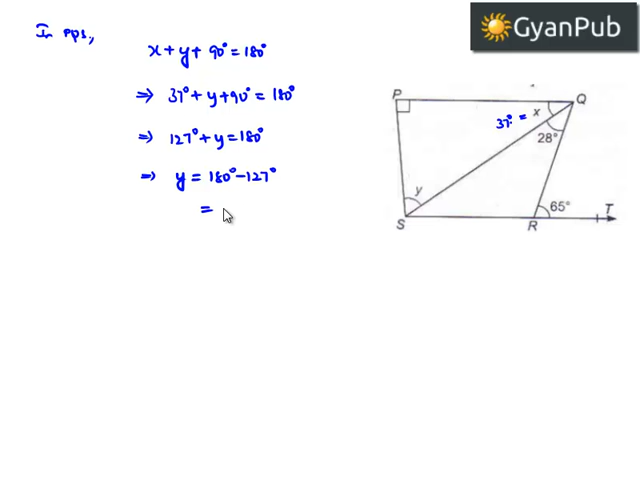 In PQS,
x + y + 90° = 180°
⇒ 37° + y + 90° = 180°
⇒ 127° + y = 180°
⇒ y = 180° - 127°
=
GyanPub
P
Q
37° = x
28°
y
65°
S
R
T